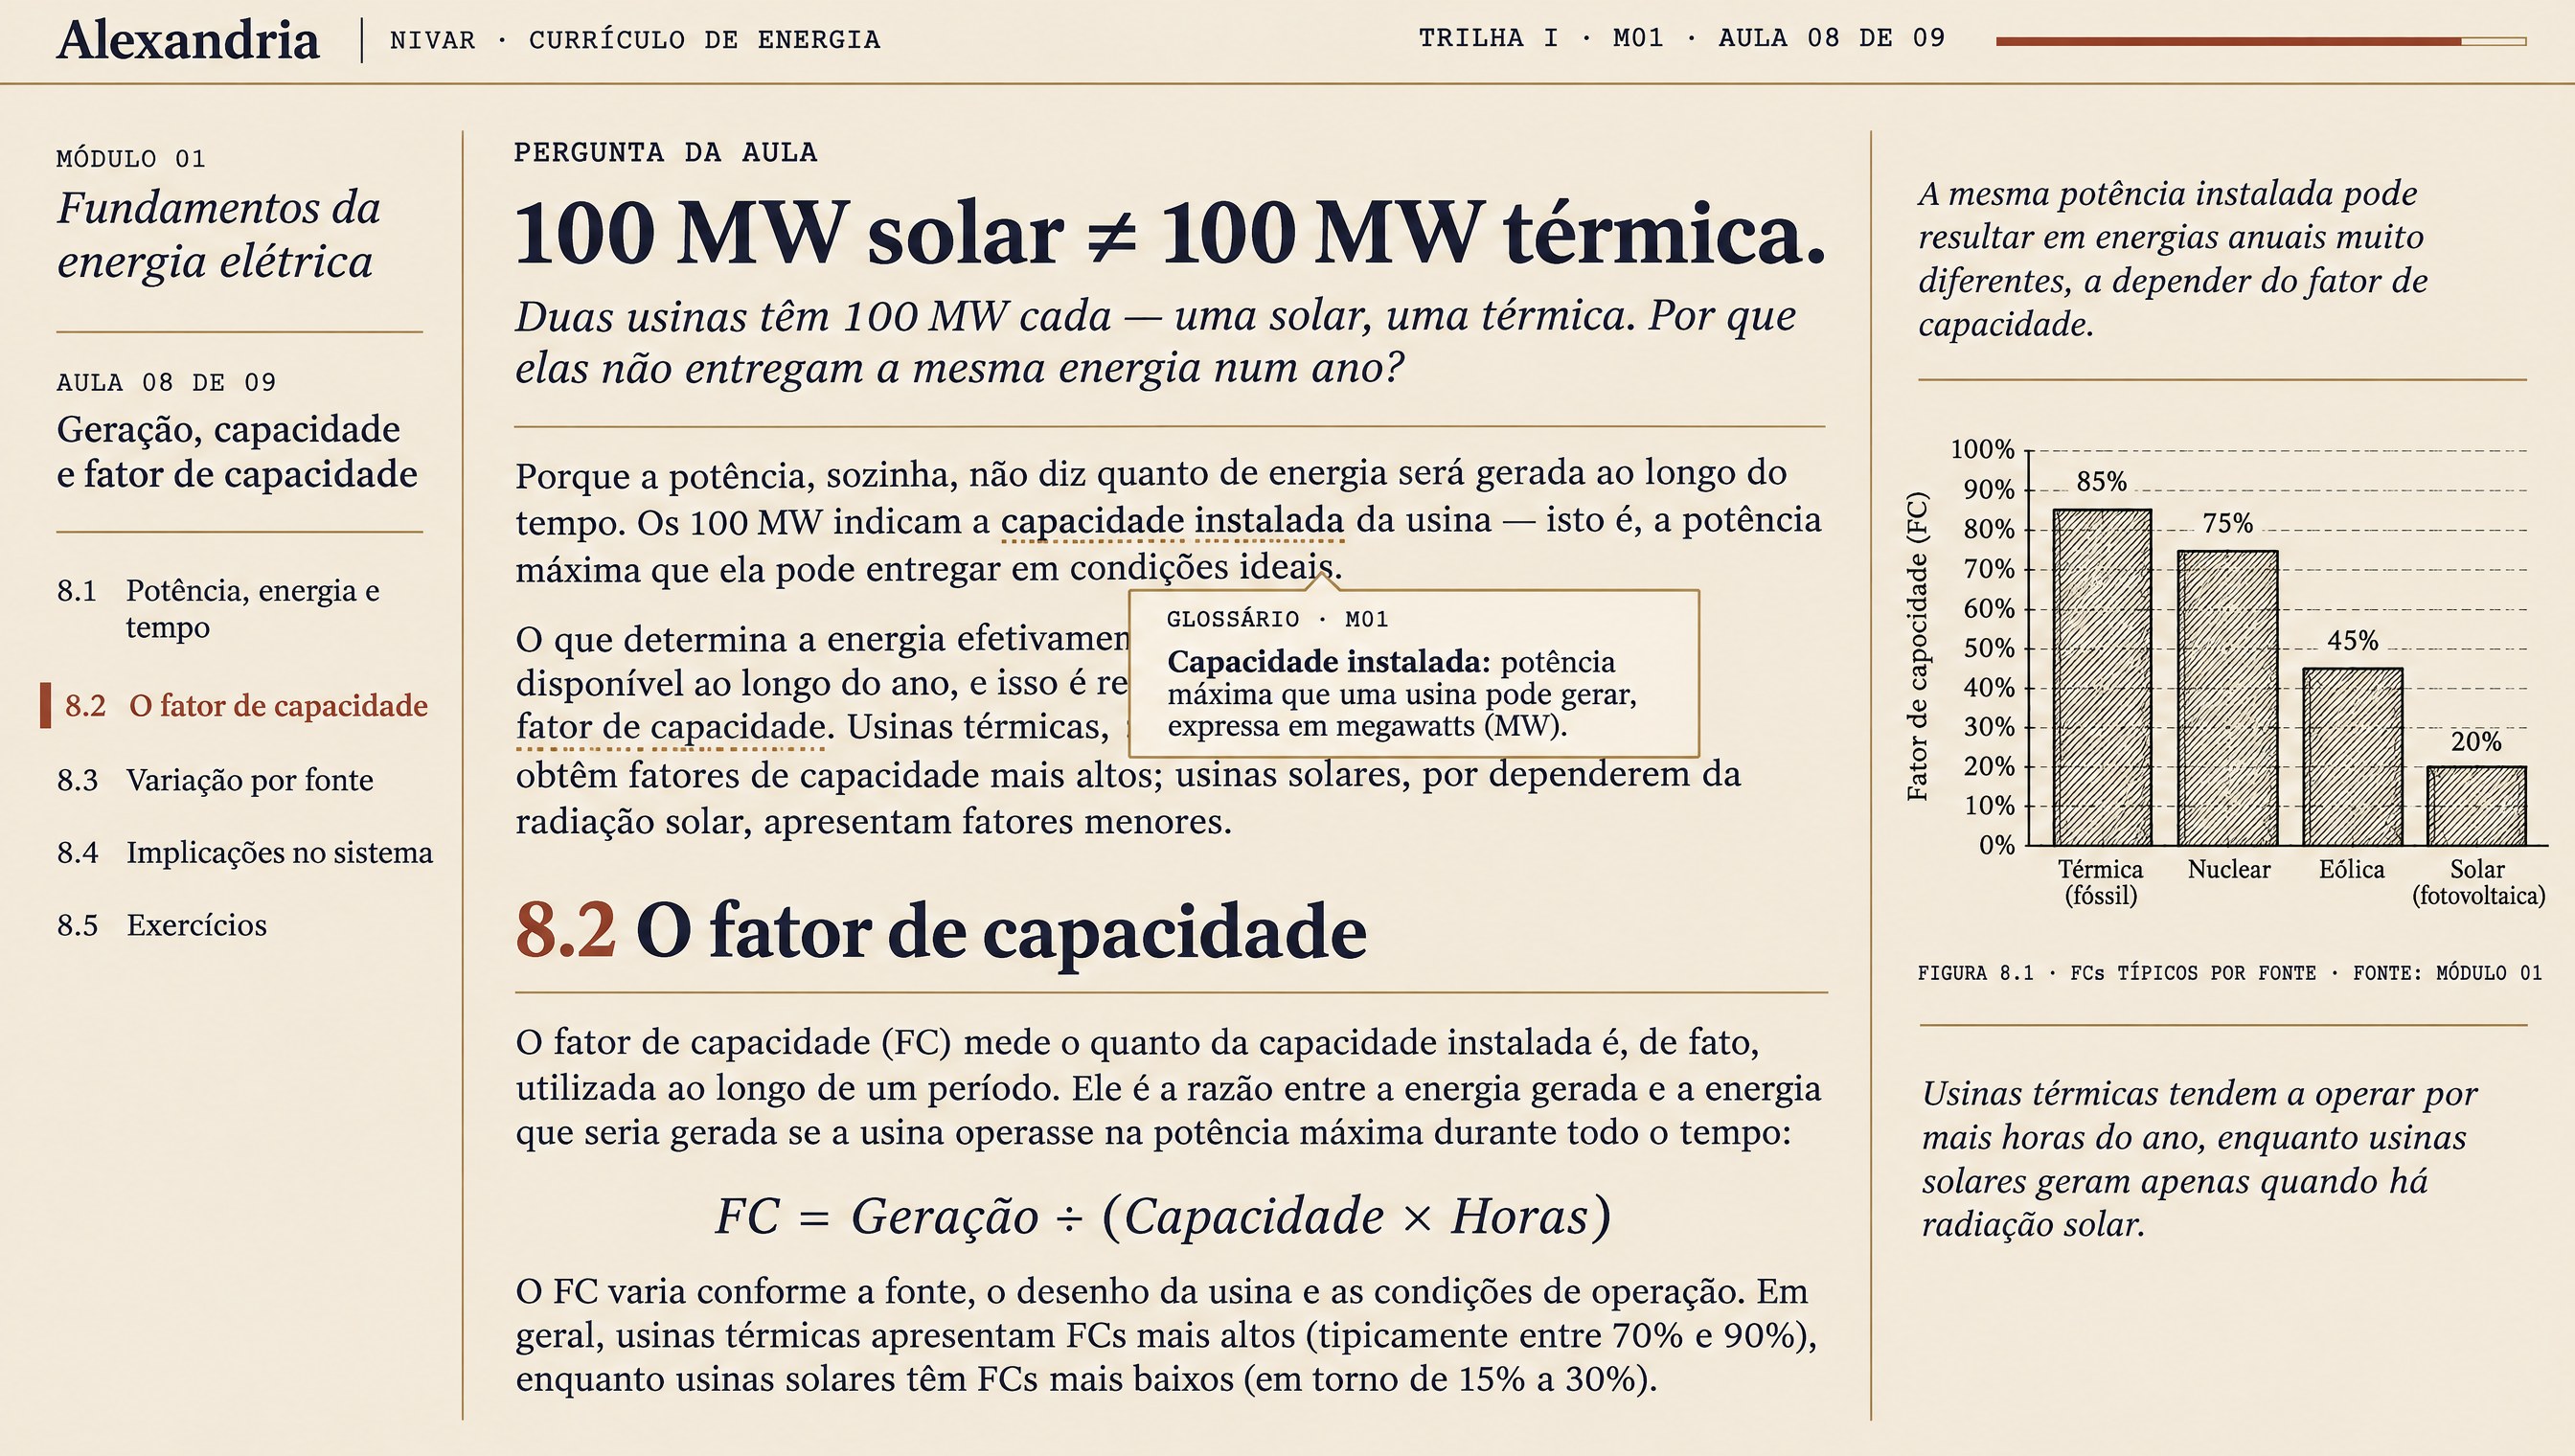 Alexandria
NIVAR · CURRÍCULO DE ENERGIA
TRILHA I · M01 · AULA 08 DE 09
MÓDULO 01
Fundamentos da
energia elétrica
AULA 08 DE 09
Geração, capacidade
e fator de capacidade
8.1 Potência, energia e
tempo
8.2 O fator de capacidade
8.3 Variação por fonte
8.4 Implicações no sistema
8.5 Exercícios
PERGUNTA DA AULA
100 MW solar ≠ 100 MW térmica.
Duas usinas têm 100 MW cada — uma solar, uma térmica. Por que
elas não entregam a mesma energia num ano?
Porque a potência, sozinha, não diz quanto de energia será gerada ao longo do
tempo. Os 100 MW indicam a capacidade instalada da usina — isto é, a potência
máxima que ela pode entregar em condições ideais.
O que determina a energia efetivamen
disponível ao longo do ano, e isso é re
fator de capacidade. Usinas térmicas,
obtêm fatores de capacidade mais altos; usinas solares, por dependerem da
radiação solar, apresentam fatores menores.
GLOSSÁRIO · M01
Capacidade instalada: potência
máxima que uma usina pode gerar,
expressa em megawatts (MW).
8.2 O fator de capacidade
O fator de capacidade (FC) mede o quanto da capacidade instalada é, de fato,
utilizada ao longo de um período. Ele é a razão entre a energia gerada e a energia
que seria gerada se a usina operasse na potência máxima durante todo o tempo:
FC = Geração ÷ (Capacidade × Horas)
O FC varia conforme a fonte, o desenho da usina e as condições de operação. Em
geral, usinas térmicas apresentam FCs mais altos (tipicamente entre 70% e 90%),
enquanto usinas solares têm FCs mais baixos (em torno de 15% a 30%).
A mesma potência instalada pode
resultar em energias anuais muito
diferentes, a depender do fator de
capacidade.
Fator de capocidade (FC)
100%
90%
80%
70%
60%
50%
40%
30%
20%
10%
0%
85%
75%
45%
20%
Térmica
(fóssil)
Nuclear
Eólica
Solar
(fotovoltaica)
FIGURA 8.1 · FCs TÍPICOS POR FONTE · FONTE: MÓDULO 01
Usinas térmicas tendem a operar por
mais horas do ano, enquanto usinas
solares geram apenas quando há
radiação solar.